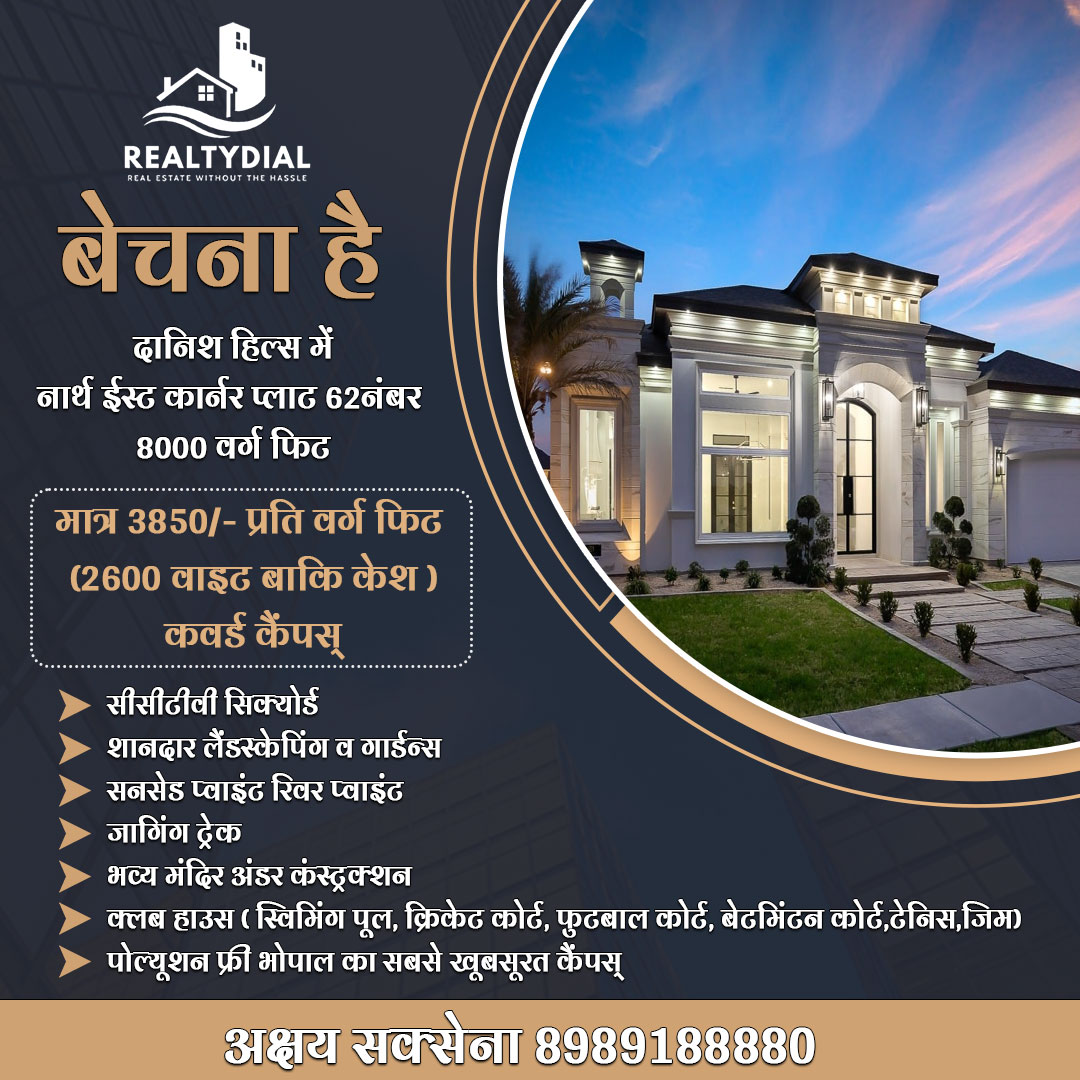 REALTYDIAL
REAL ESTATE WITHOUT THE HASSLE
बेचना है
दानिश हिल्स में
नार्थ ईस्ट कार्नर प्लाट 62नंबर
8000 वर्ग फिट
मात्र 3850/- प्रति वर्ग फिट
(2600 वाइट बाकि केश )
कवर्ड कैंपस्
सीसीटीवी सिक्योर्ड
शानदार लैंडस्केपिंग व गार्डन्स
सनसेड प्वाइंट रिवर प्वाइंट
जागिंग ट्रेक
भव्य मंदिर अंडर कंस्ट्रक्शन
क्लब हाउस ( स्विमिंग पूल, क्रिकेट कोर्ट, फुटबाल कोर्ट, बेटमिंटन कोर्ट,टेनिस,जिम)
पोल्यूशन फ्री भोपाल का सबसे खूबसूरत कैंपस्
अक्षय सक्सेना 8989188880